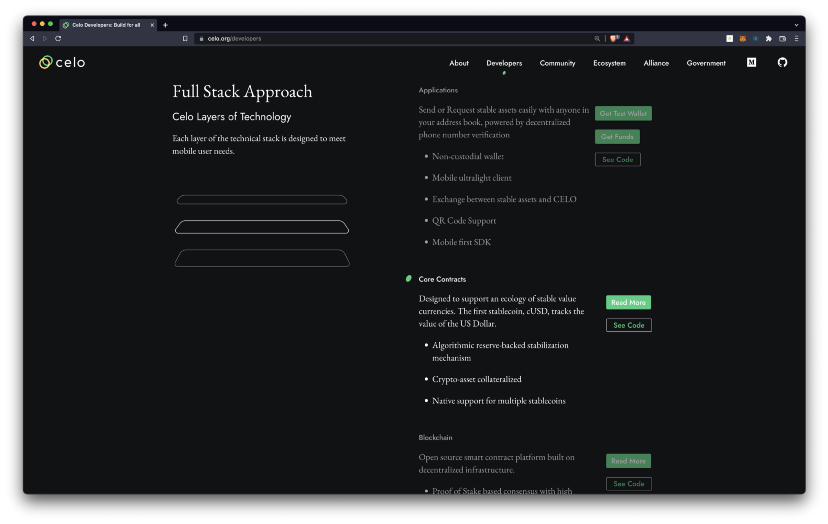 Celo Developers: Build for all
celo.org/developers
celo
About Developers Community Ecosystem Alliance Government
Full Stack Approach
Celo Layers of Technology
Each layer of the technical stack is designed to meet
mobile user needs.
Applications
Send or Request stable assets easily with anyone in
your address book, powered by decentralized
phone number verification
Get Test Wallet
Get Funds
See Code
Non-custodial wallet
Mobile ultralight client
Exchange between stable assets and CELO
QR Code Support
Mobile first SDK
Core Contracts
Designed to support an ecology of stable value
currencies. The first stablecoin, cUSD, tracks the
value of the US Dollar.
Read More
See Code
Algorithmic reserve-backed stabilization
mechanism
Crypto-asset collateralized
Native support for multiple stablecoins
Blockchain
Open source smart contract platform built on
decentralized infrastructure.
Read More
See Code
Proof of Stake based consensus with high